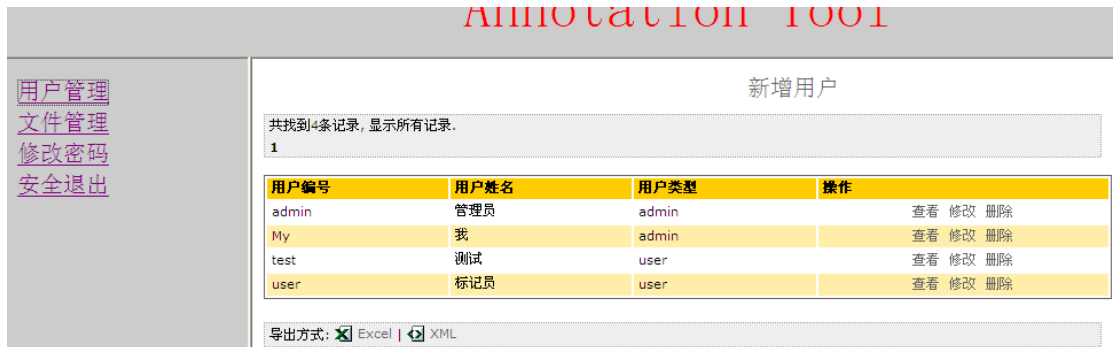 Annotation Tool
用户管理
文件管理
修改密码
安全退出
新增用户
共找到4条记录, 显示所有记录.
1
用户编号 用户姓名 用户类型 操作
admin 管理员 admin 查看 修改 删除
My 我 admin 查看 修改 删除
test 测试 user 查看 修改 删除
user 标记员 user 查看 修改 删除
导出方式: Excel | XML